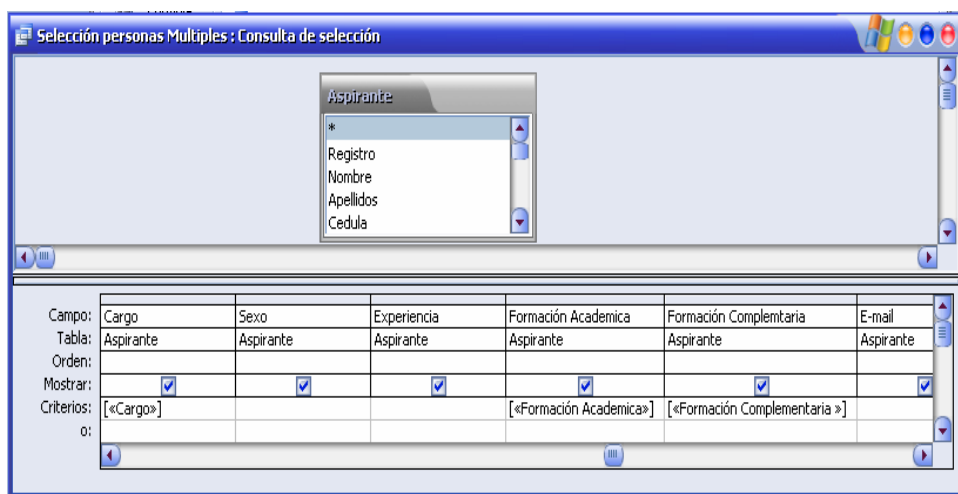 Selección personas Multiples : Consulta de selección
Aspirante
*
Registro
Nombre
Apellidos
Cedula
Campo: Cargo Sexo Experiencia Formación Academica Formación Complemtaria E-mail
Tabla: Aspirante Aspirante Aspirante Aspirante Aspirante Aspirante
Orden:
Mostrar:
Criterios: [«Cargo»] [«Formación Academica»] [«Formación Complementaria »]
o: